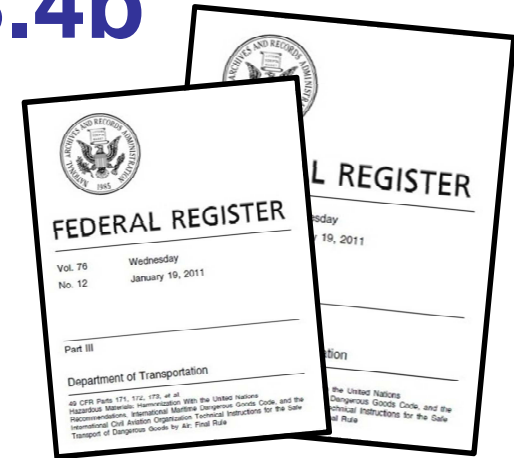 .4b
NATIONAL ARCHIVES AND RECORDS ADMINISTRATION
1985
FEDERAL REGISTER
Vol. 76 Wednesday
No. 12 January 19, 2011
Part III
Department of Transportation
49 CFR Parts 171, 172, 173, et al.
Hazardous Materials: Harmonization With the United Nations
Recommendations, International Maritime Dangerous Goods Code, and the
International Civil Aviation Organization Technical Instructions for the Safe
Transport of Dangerous Goods by Air: Final Rule
L REGISTER
19, 2011
the United Nations
Dangerous Goods Code, and the
Instructions for the Safe
Rule